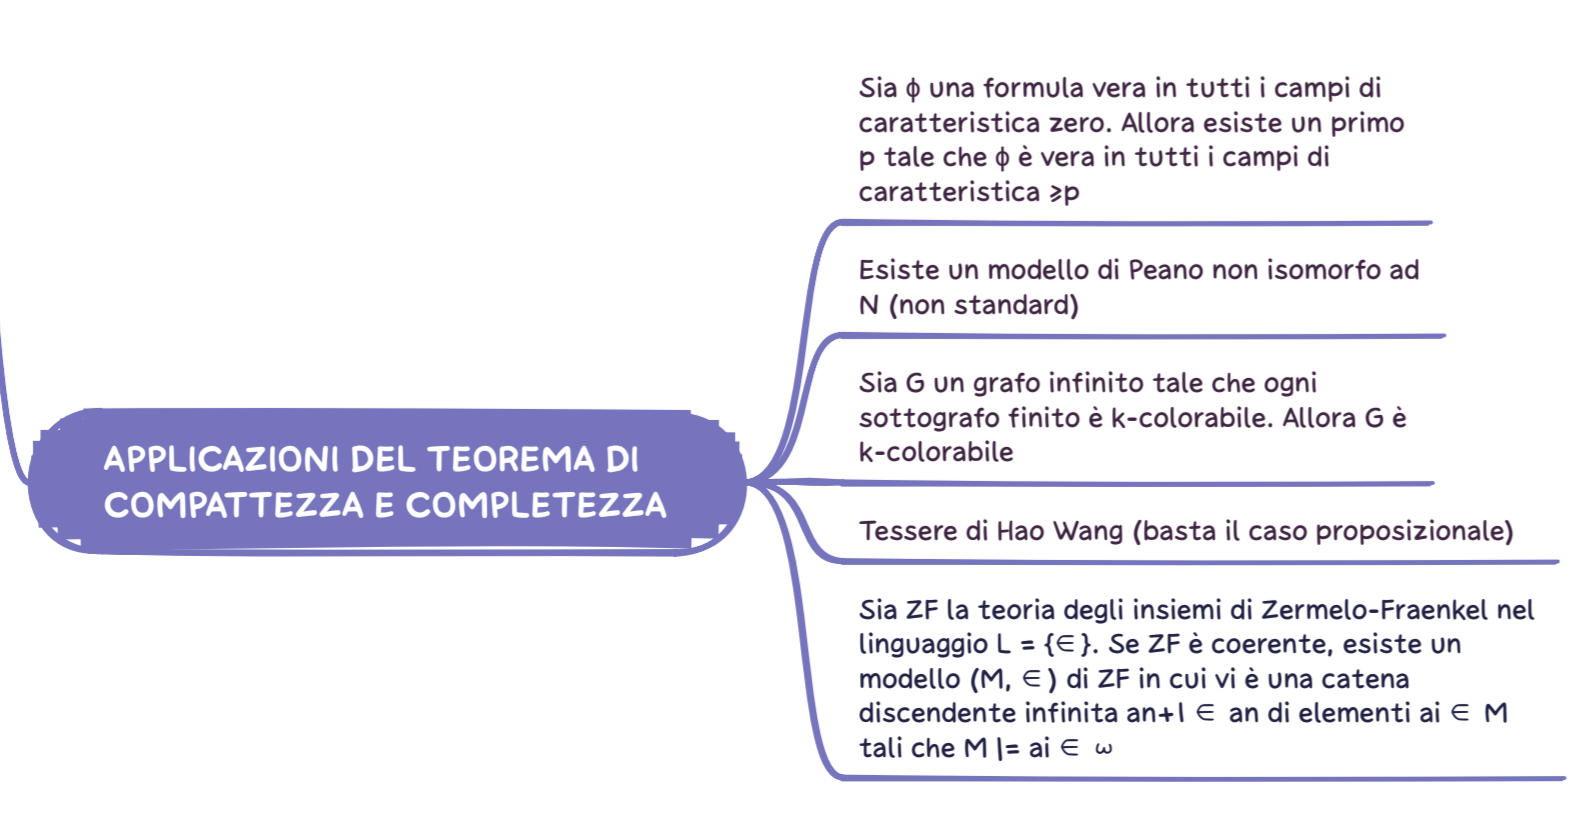 Sia ϕ una formula vera in tutti i campi di
caratteristica zero. Allora esiste un primo
p tale che ϕ è vera in tutti i campi di
caratteristica ≥p
Esiste un modello di Peano non isomorfo ad
N (non standard)
Sia G un grafo infinito tale che ogni
sottografo finito è k-colorabile. Allora G è
k-colorabile
APPLICAZIONI DEL TEOREMA DI
COMPATTEZZA E COMPLETEZZA
Tessere di Hao Wang (basta il caso proposizionale)
Sia ZF la teoria degli insiemi di Zermelo-Fraenkel nel
linguaggio L = {∈}. Se ZF è coerente, esiste un
modello (M, ∈) di ZF in cui vi è una catena
discendente infinita an+1 ∈ an di elementi ai ∈ M
tali che M |= ai ∈ ω